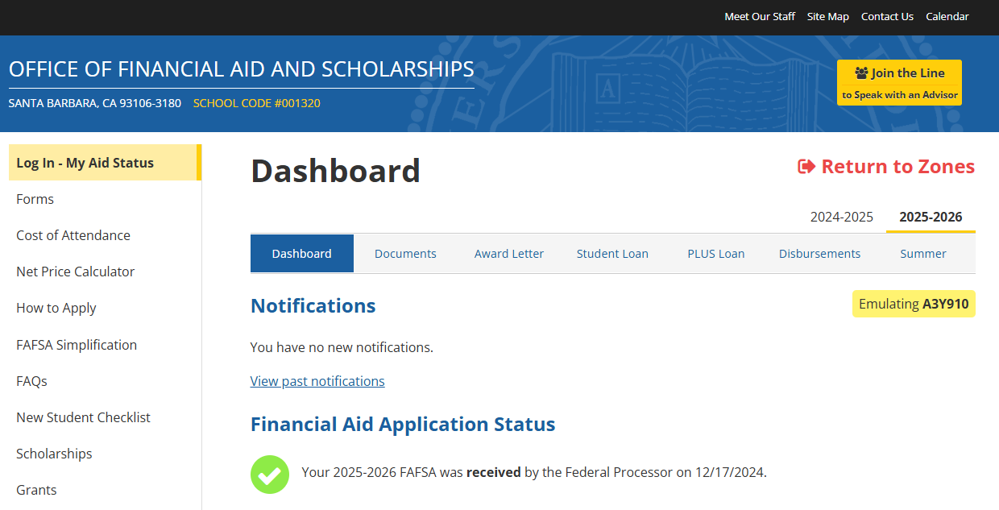 Meet Our Staff Site Map Contact Us Calendar
OFFICE OF FINANCIAL AID AND SCHOLARSHIPS
SANTA BARBARA, CA 93106-3180 SCHOOL CODE #001320
Join the Line
to Speak with an Advisor
Log In - My Aid Status
Forms
Cost of Attendance
Net Price Calculator
How to Apply
FAFSA Simplification
FAQs
New Student Checklist
Scholarships
Grants
Dashboard
Return to Zones
2024-2025 2025-2026
Dashboard Documents Award Letter Student Loan PLUS Loan Disbursements Summer
Notifications
Emulating A3Y910
You have no new notifications.
View past notifications
Financial Aid Application Status
Your 2025-2026 FAFSA was received by the Federal Processor on 12/17/2024.